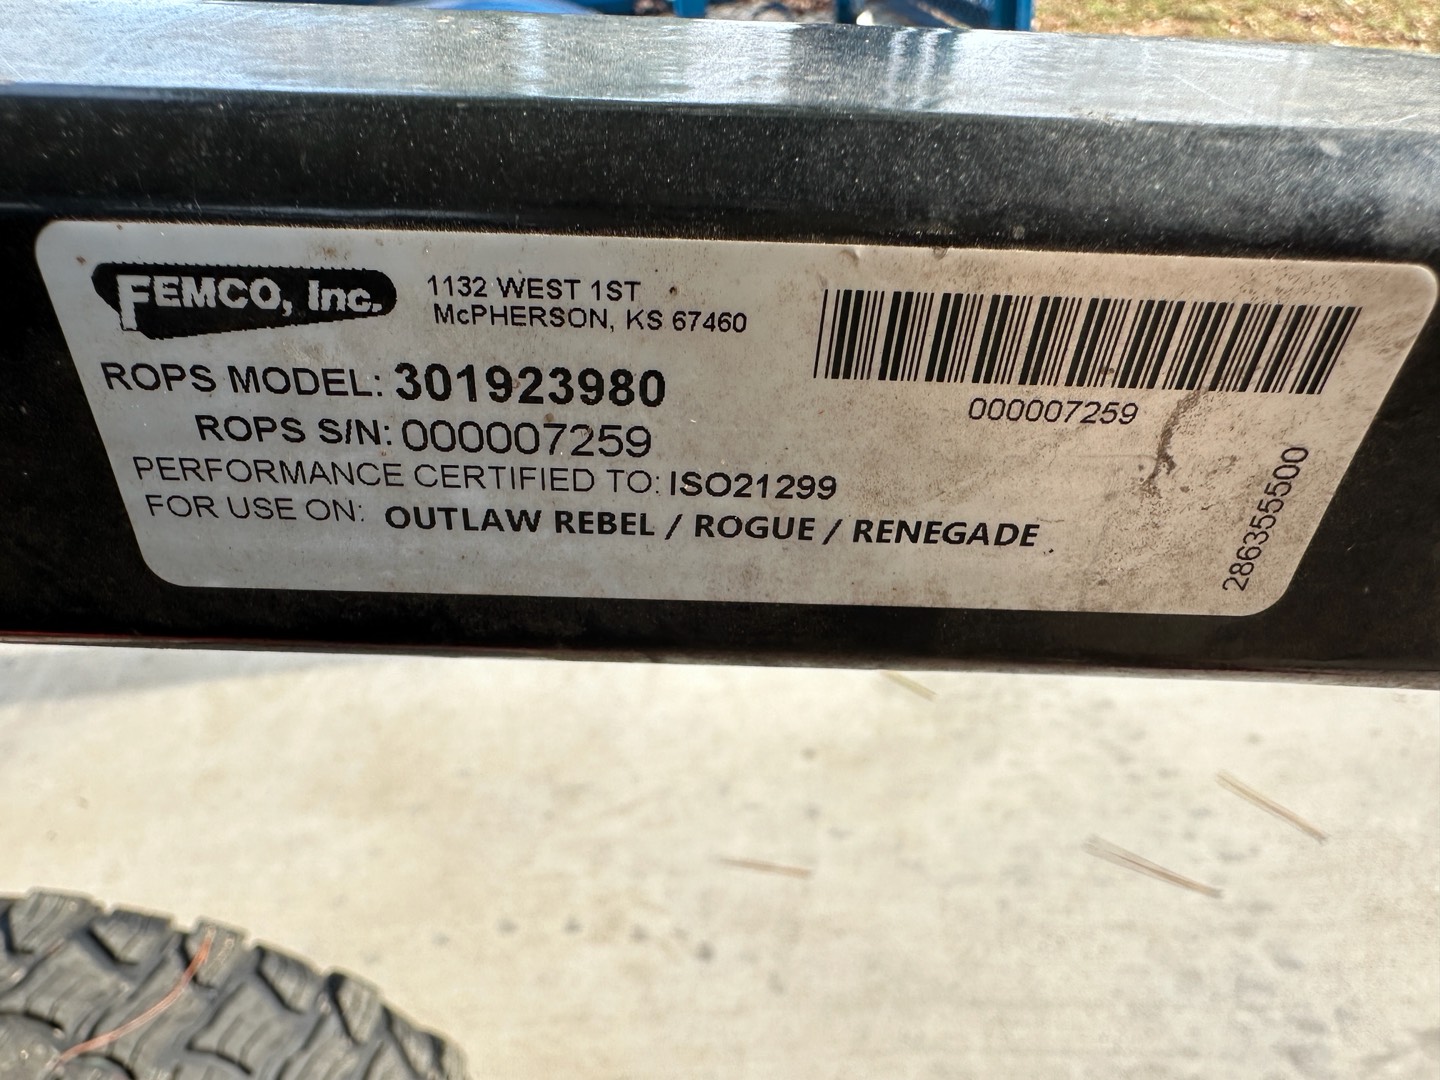 FEMCO, Inc.
1132 WEST 1ST
McPHERSON, KS 67460
ROPS MODEL: 301923980
ROPS S/N: 000007259
PERFORMANCE CERTIFIED TO: ISO21299
FOR USE ON: OUTLAW REBEL / ROGUE / RENEGADE
000007259
286355500